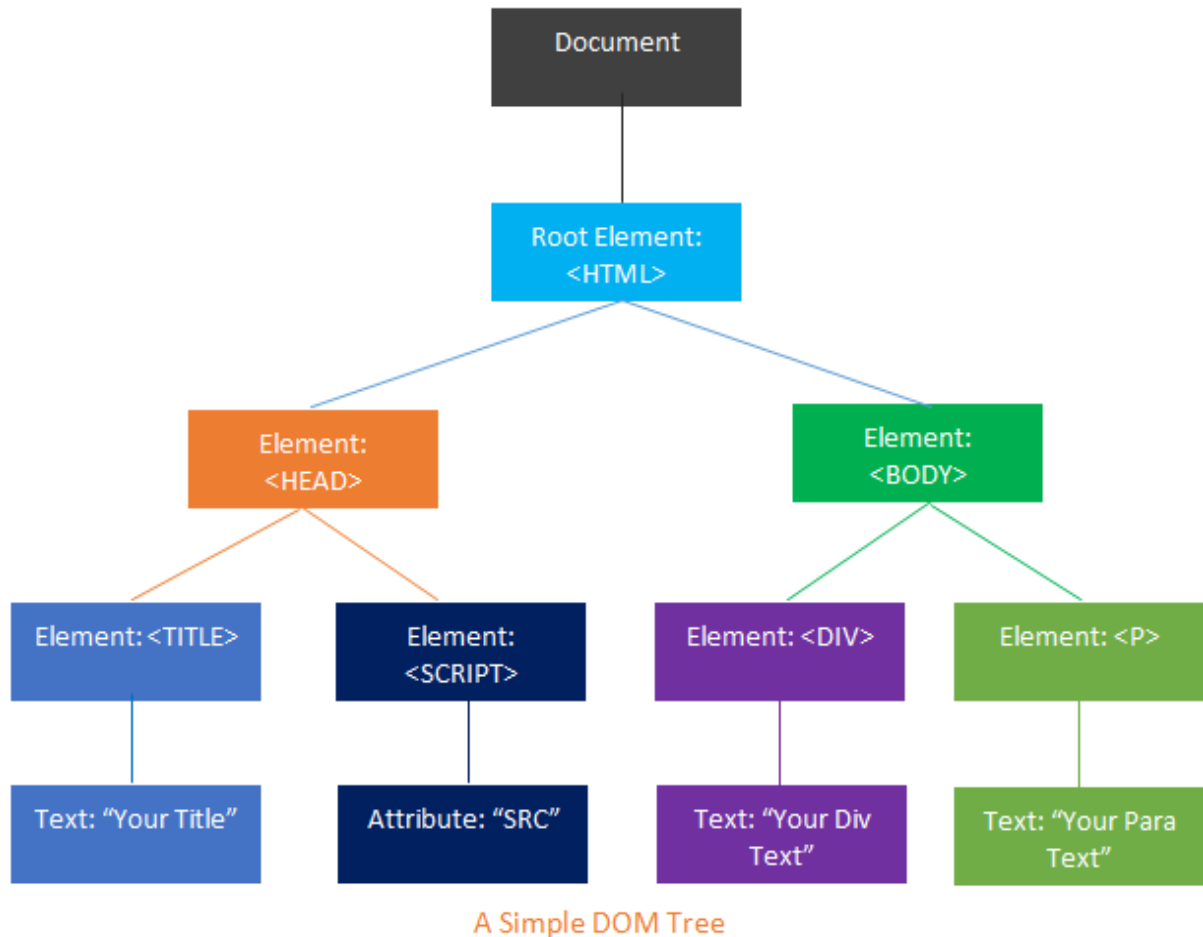 Document
Root Element:
<HTML>
Element:
<HEAD>
Element:
<BODY>
Element: <TITLE>
Element:
<SCRIPT>
Element: <DIV>
Element: <P>
Text: “Your Title”
Attribute: “SRC”
Text: “Your Div
Text”
Text: “Your Para
Text”
A Simple DOM Tree